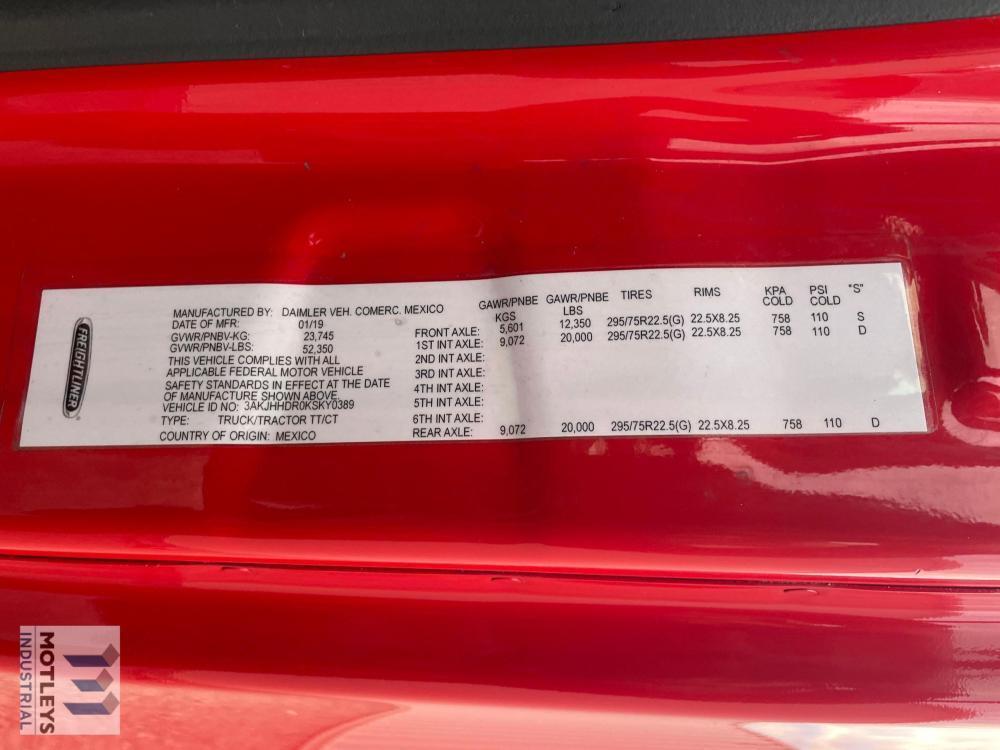 FREIGHTLINER
MANUFACTURED BY: DAIMLER VEH. COMERC. MEXICO
DATE OF MFR: 01/19
GVWR/PNBV-KG: 23,745
GVWR/PNBV-LBS: 52,350
THIS VEHICLE COMPLIES WITH ALL
APPLICABLE FEDERAL MOTOR VEHICLE
SAFETY STANDARDS IN EFFECT AT THE DATE
OF MANUFACTURE SHOWN ABOVE.
VEHICLE ID NO: 3AKJHHDR0KSKY0389
TYPE: TRUCK/TRACTOR TT/CT
COUNTRY OF ORIGIN: MEXICO
GAWR/PNBE KGS GAWR/PNBE LBS TIRES RIMS KPA COLD PSI COLD "S"
FRONT AXLE: 5,601 12,350 295/75R22.5(G) 22.5X8.25 758 110 S
1ST INT AXLE: 9,072 20,000 295/75R22.5(G) 22.5X8.25 758 110 D
2ND INT AXLE:
3RD INT AXLE:
4TH INT AXLE:
5TH INT AXLE:
6TH INT AXLE:
REAR AXLE: 9,072 20,000 295/75R22.5(G) 22.5X8.25 758 110 D
MOTLEYS
INDUSTRIAL